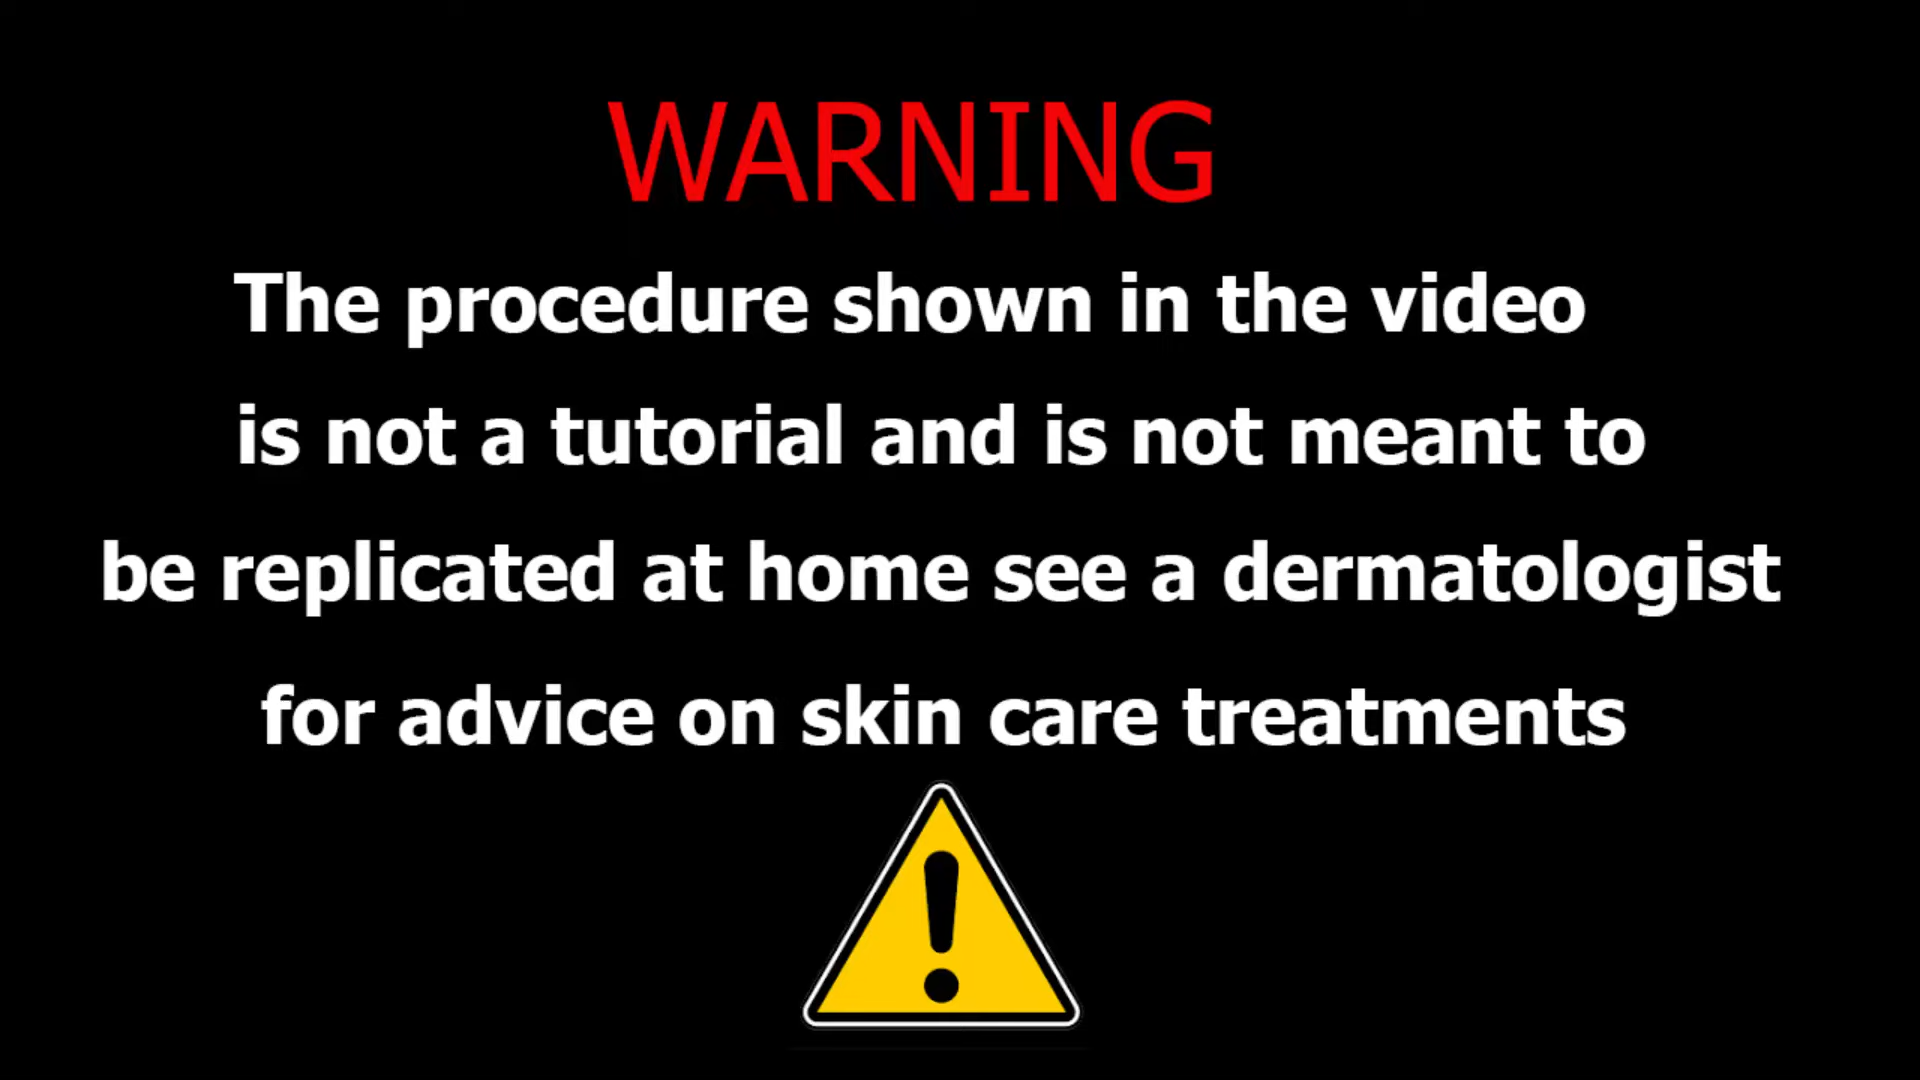 WARNING
The procedure shown in the video
is not a tutorial and is not meant to
be replicated at home see a dermatologist
for advice on skin care treatments